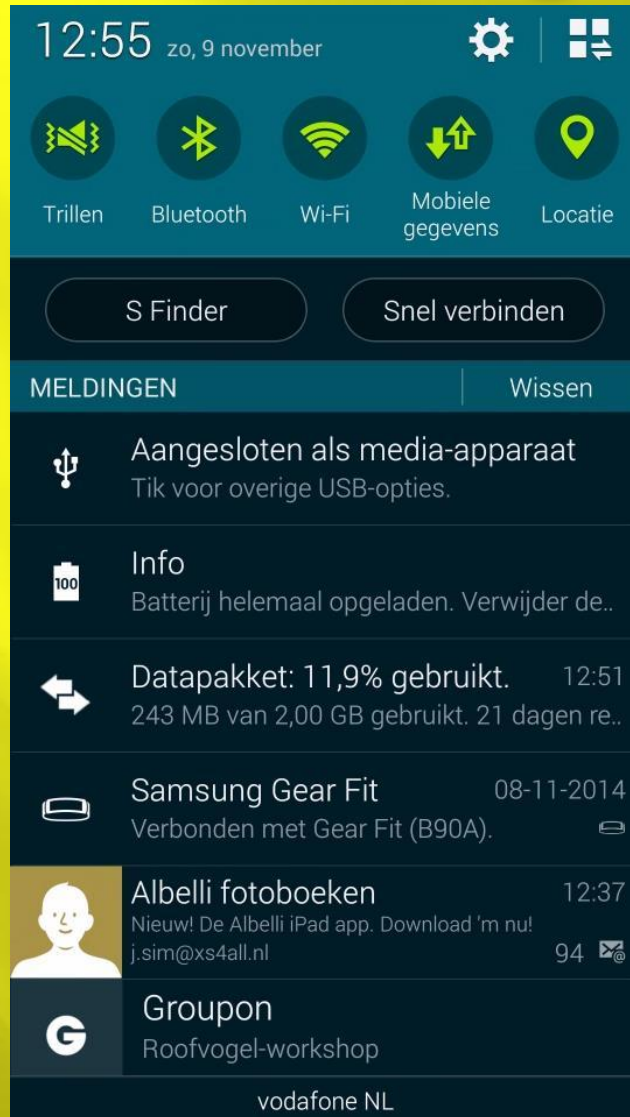 12:55 zo, 9 november
Trillen
Bluetooth
Wi-Fi
Mobiele
gegevens
Locatie
S Finder
Snel verbinden
MELDINGEN
Wissen
Aangesloten als media-apparaat
Tik voor overige USB-opties.
100
Info
Batterij helemaal opgeladen. Verwijder de..
Datapakket: 11,9% gebruikt. 12:51
243 MB van 2,00 GB gebruikt. 21 dagen re..
Samsung Gear Fit 08-11-2014
Verbonden met Gear Fit (B90A).
Albelli fotoboeken 12:37
Nieuw! De Albelli iPad app. Download 'm nu!
j.sim@xs4all.nl 94
G
Groupon
Roofvogel-workshop
vodafone NL